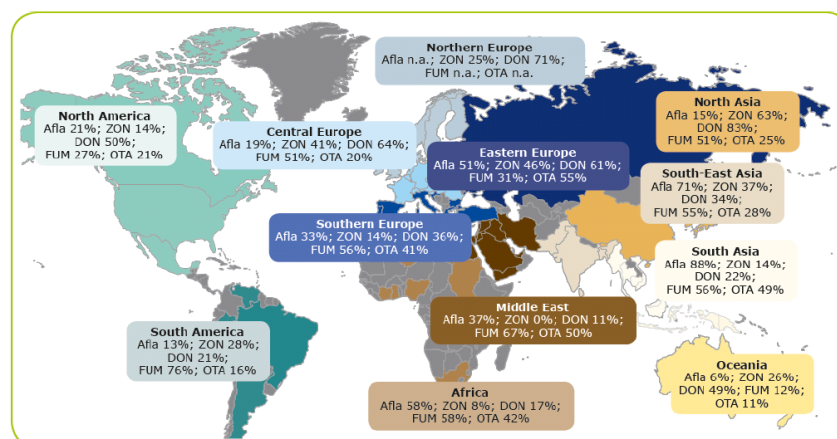 Northern Europe
Afla n.a.; ZON 25%; DON 71%;
FUM n.a.; OTA n.a.
North America
Afla 21%; ZON 14%;
DON 50%;
FUM 27%; OTA 21%
Central Europe
Afla 19%; ZON 41%; DON 64%;
FUM 51%; OTA 20%
Eastern Europe
Afla 51%; ZON 46%; DON 61%;
FUM 31%; OTA 55%
North Asia
Afla 15%; ZON 63%;
DON 83%;
FUM 51%; OTA 25%
South-East Asia
Afla 71%; ZON 37%;
DON 34%;
FUM 55%; OTA 28%
Southern Europe
Afla 33%; ZON 14%; DON 36%;
FUM 56%; OTA 41%
South Asia
Afla 88%; ZON 14%;
DON 22%;
FUM 56%; OTA 49%
Middle East
Afla 37%; ZON 0%; DON 11%;
FUM 67%; OTA 50%
South America
Afla 13%; ZON 28%;
DON 21%;
FUM 76%; OTA 16%
Oceania
Afla 6%; ZON 26%;
DON 49%; FUM 12%;
OTA 11%
Africa
Afla 58%; ZON 8%; DON 17%;
FUM 58%; OTA 42%